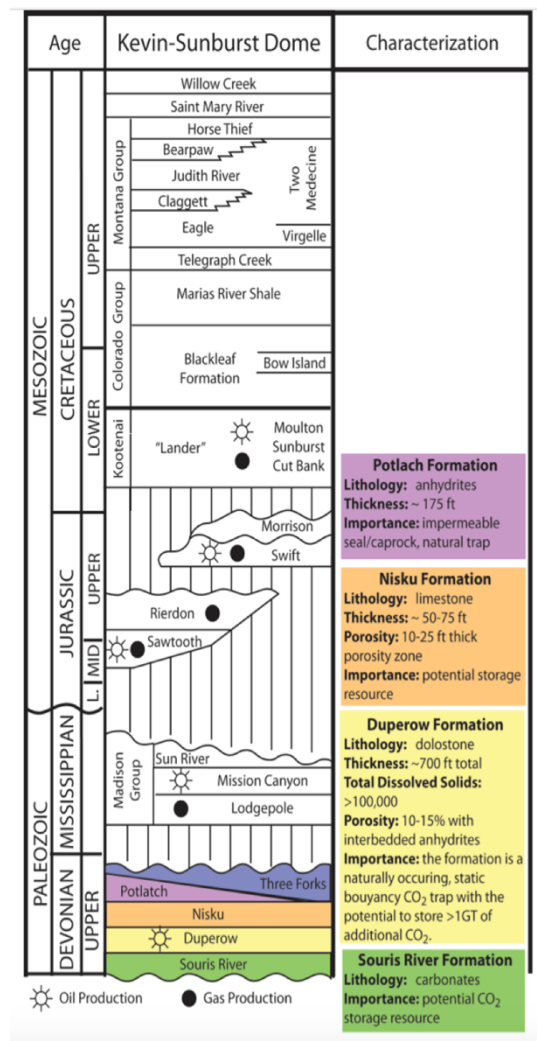 Age
Kevin-Sunburst Dome
Characterization
MESOZOIC
CRETACEOUS
UPPER
Willow Creek
Saint Mary River
Montana Group
Horse Thief
Bearpaw
Judith River
Claggett
Eagle
Two
Medecine
Virgelle
Telegraph Creek
Colorado Group
Marias River Shale
Blackleaf
Formation
Bow Island
LOWER
Kootenai
"Lander"
Moulton
Sunburst
Cut Bank
JURASSIC
UPPER
Morrison
Swift
Rierdon
MID
Sawtooth
L.
PALEOZOIC
MISSISSIPPIAN
Madison
Group
Sun River
Mission Canyon
Lodgepole
DEVONIAN
UPPER
Three Forks
Potlatch
Nisku
Duperow
Souris River
Oil Production
Gas Production
Potlach Formation
Lithology: anhydrites
Thickness: ~ 175 ft
Importance: impermeable
seal/caprock, natural trap
Nisku Formation
Lithology: limestone
Thickness: ~ 50-75 ft
Porosity: 10-25 ft thick
porosity zone
Importance: potential storage
resource
Duperow Formation
Lithology: dolostone
Thickness: ~700 ft total
Total Dissolved Solids:
>100,000
Porosity: 10-15% with
interbedded anhydrites
Importance: the formation is a
naturally occuring, static
bouyancy CO₂ trap with the
potential to store >1GT of
additional CO₂.
Souris River Formation
Lithology: carbonates
Importance: potential CO₂
storage resource